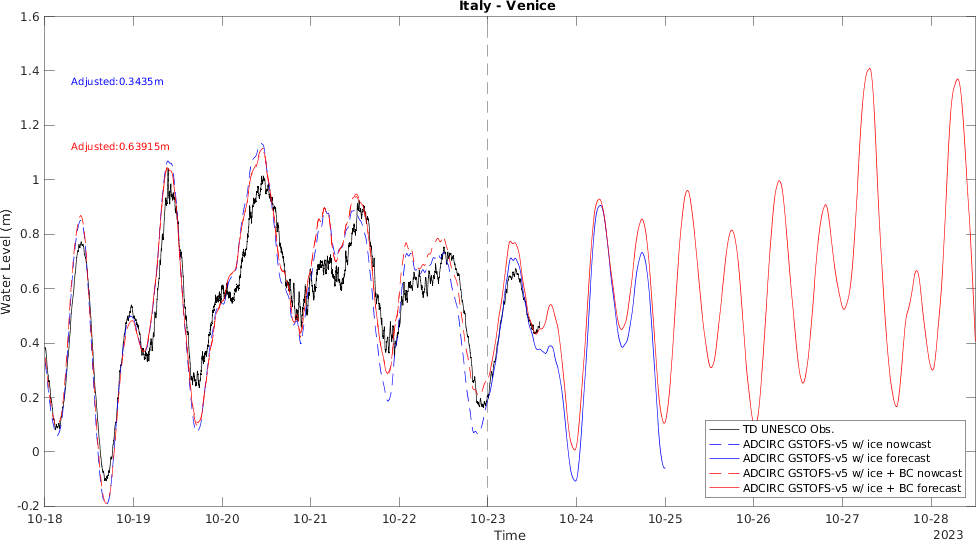 Italy - Venice
1.6
1.4
1.2
1
0.8
0.6
0.4
0.2
0
-0.2
Water Level (m)
Adjusted:0.3435m
Adjusted:0.63915m
TD UNESCO Obs.
ADCIRC GSTOFS-v5 w/ ice nowcast
ADCIRC GSTOFS-v5 w/ ice forecast
ADCIRC GSTOFS-v5 w/ ice + BC nowcast
ADCIRC GSTOFS-v5 w/ ice + BC forecast
10-18 10-19 10-20 10-21 10-22 10-23 10-24 10-25 10-26 10-27 10-28
Time
2023